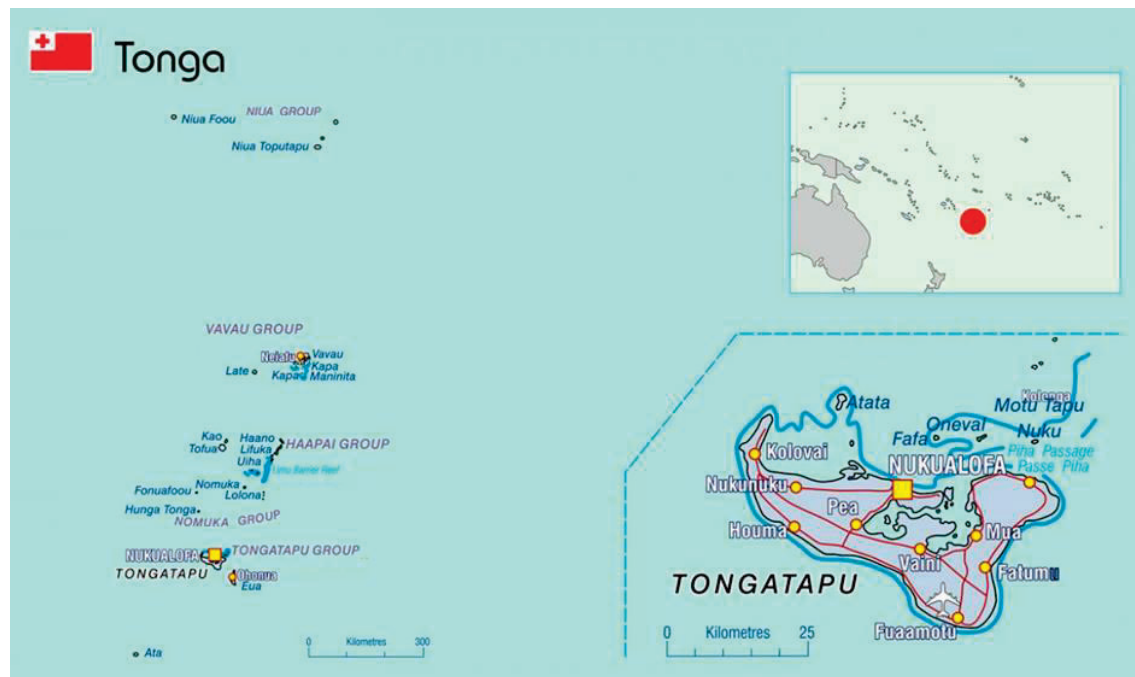 Tonga
NIUA GROUP
Niua Foou
Niua Toputapu
VAVAU GROUP
Neiafu
Vavau
Kapa
Late
Kapa
Maninita
Kao
Haano
Tofua
Lifuka
HAAPAI GROUP
Uiha
Barrier Reef
Nomuka
Fonuafoou
Lolona
Hunga Tonga
NOMUKA GROUP
NUKUALOFA
TONGATAPU GROUP
TONGATAPU
Ohonua
Eua
0 Kilometres 300
Ata
Kolonga
Atata
Motu Tapu
Oneval
Nuku
Fafa
Kolovai
Piha Passage
Passe Piha
NUKUALOFA
Nukunuku
Pea
Houma
Mua
Vaini
Fatumu
TONGATAPU
Fuaamotu
0 Kilometres 25